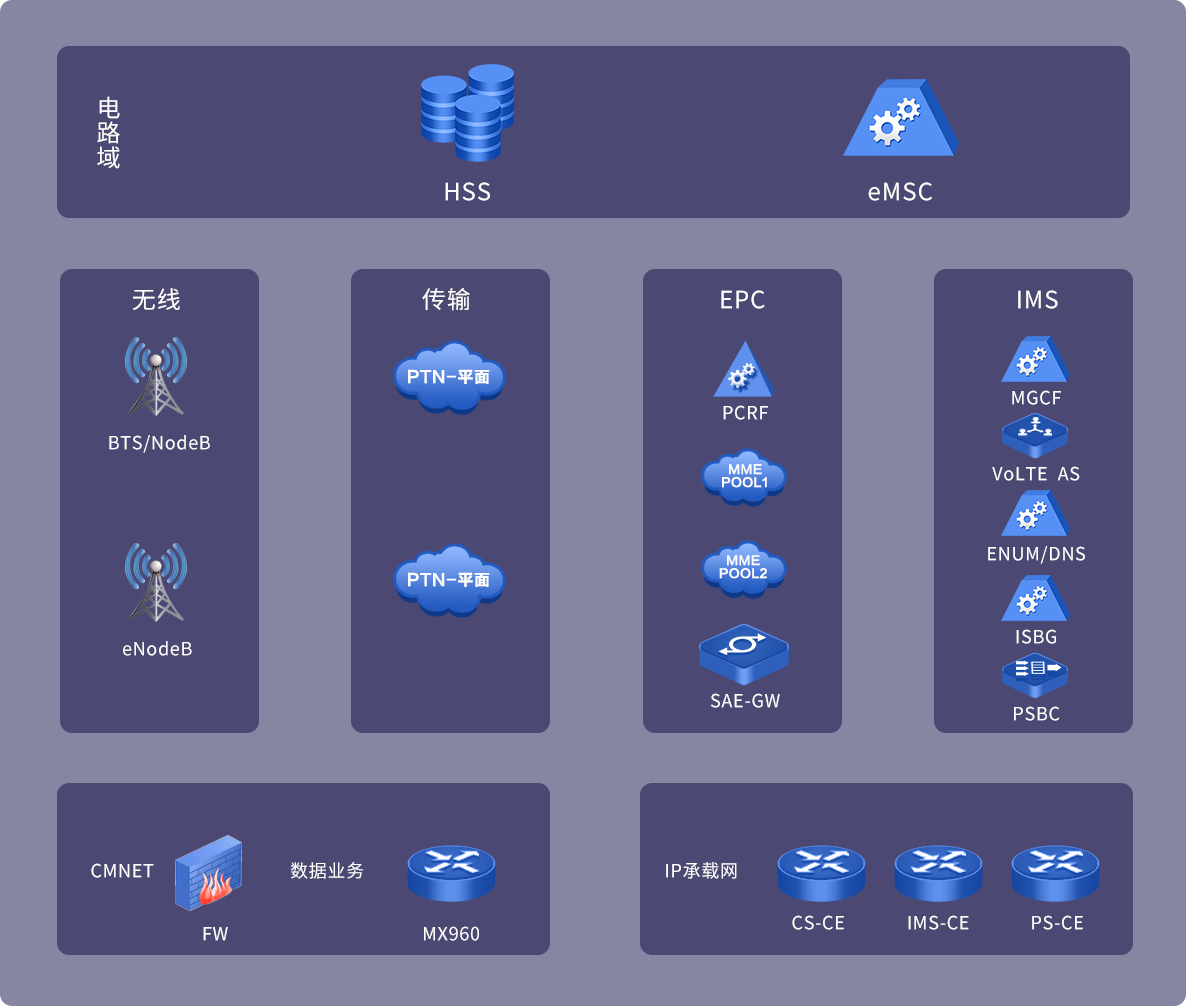 电路域
HSS
eMSC
无线
BTS/NodeB
eNodeB
传输
PTN-平面
PTN-平面
EPC
PCRF
MME
POOL1
MME
POOL2
SAE-GW
IMS
MGCF
VoLTE AS
ENUM/DNS
ISBG
PSBC
CMNET
FW
数据业务
MX960
IP承载网
CS-CE
IMS-CE
PS-CE